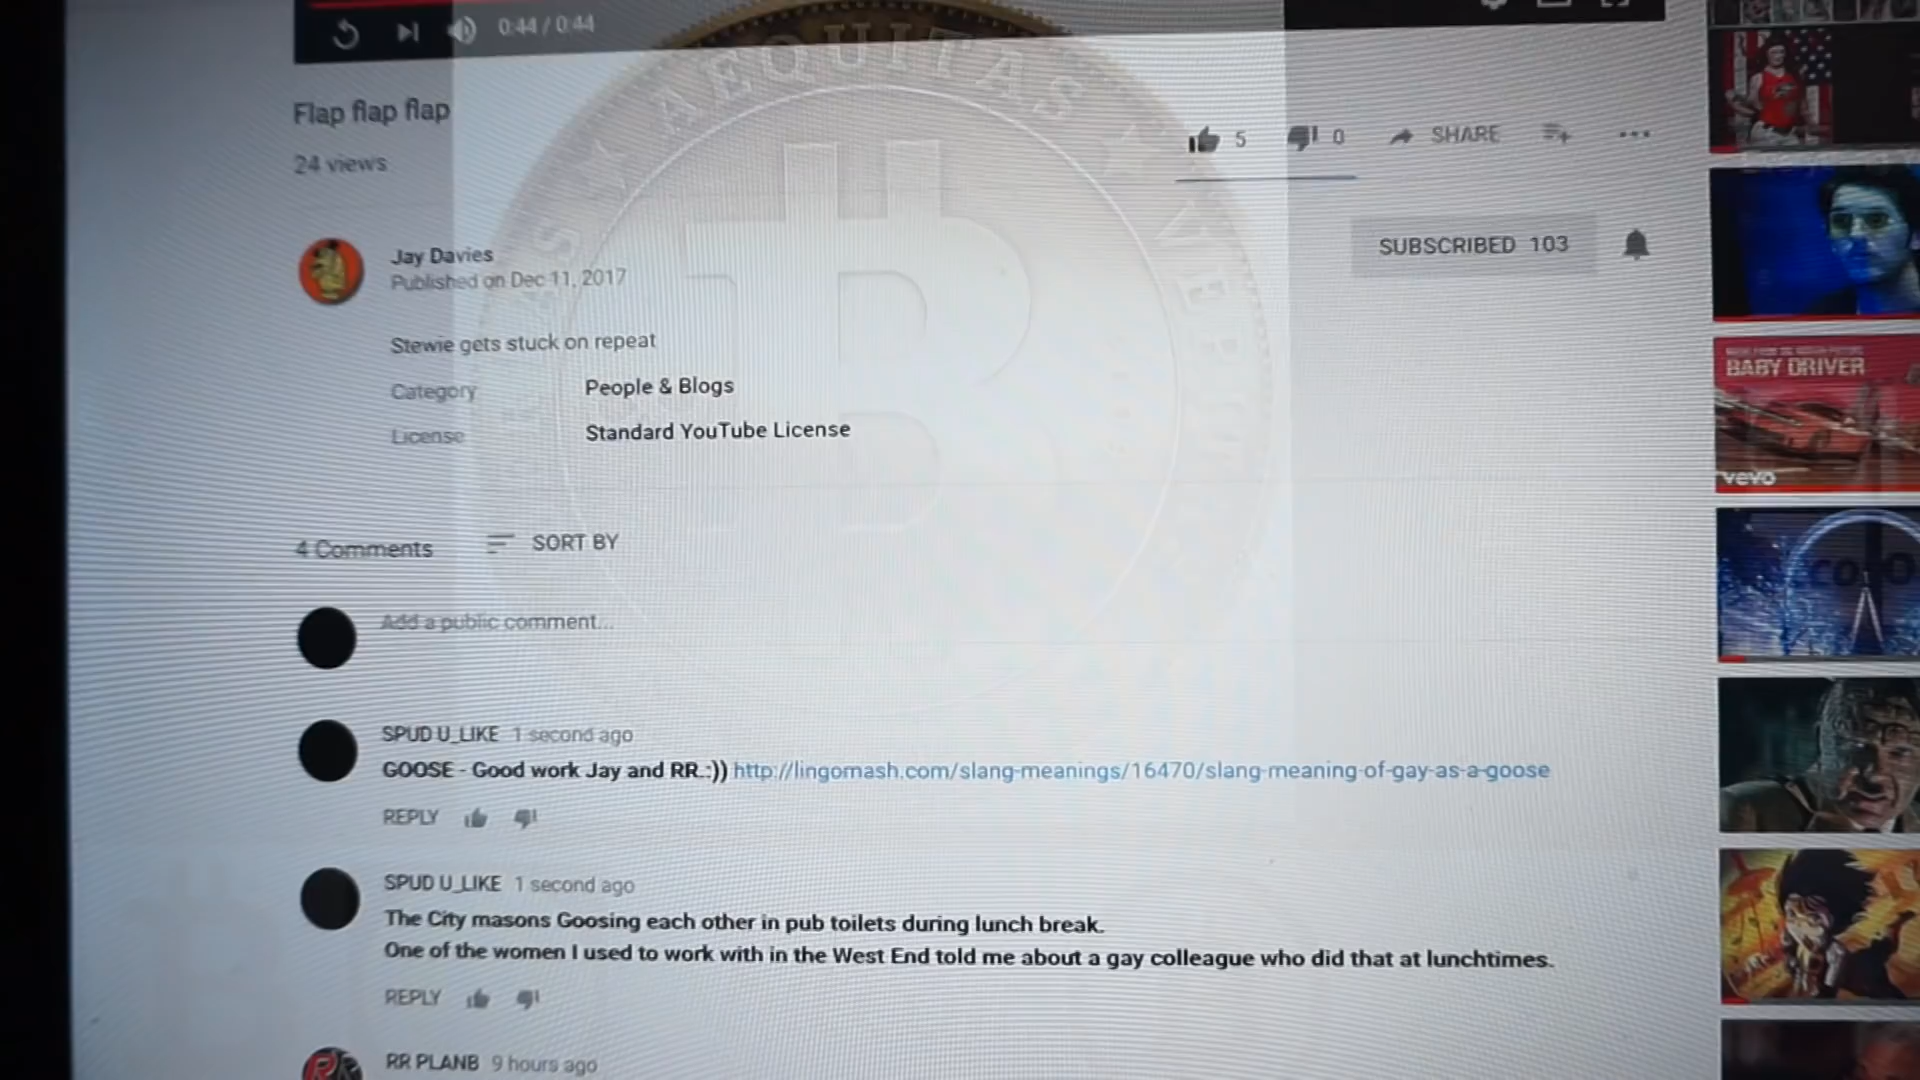 0:44 / 0:44
AEQUITAS
Flap flap flap
24 views
5
0
SHARE
Jay Davies
Published on Dec 11, 2017
SUBSCRIBED 103
Stewie gets stuck on repeat
Category
People & Blogs
License
Standard YouTube License
BABY DRIVER
vevo
4 Comments
SORT BY
Add a public comment...
SPUD U_LIKE 1 second ago
GOOSE - Good work Jay and RR :)) http://lingomash.com/slang-meanings/16470/slang-meaning-of-gay-as-a-goose
REPLY
SPUD U_LIKE 1 second ago
The City masons Goosing each other in pub toilets during lunch break.
One of the women I used to work with in the West End told me about a gay colleague who did that at lunchtimes.
REPLY
RR PLANB 9 hours ago